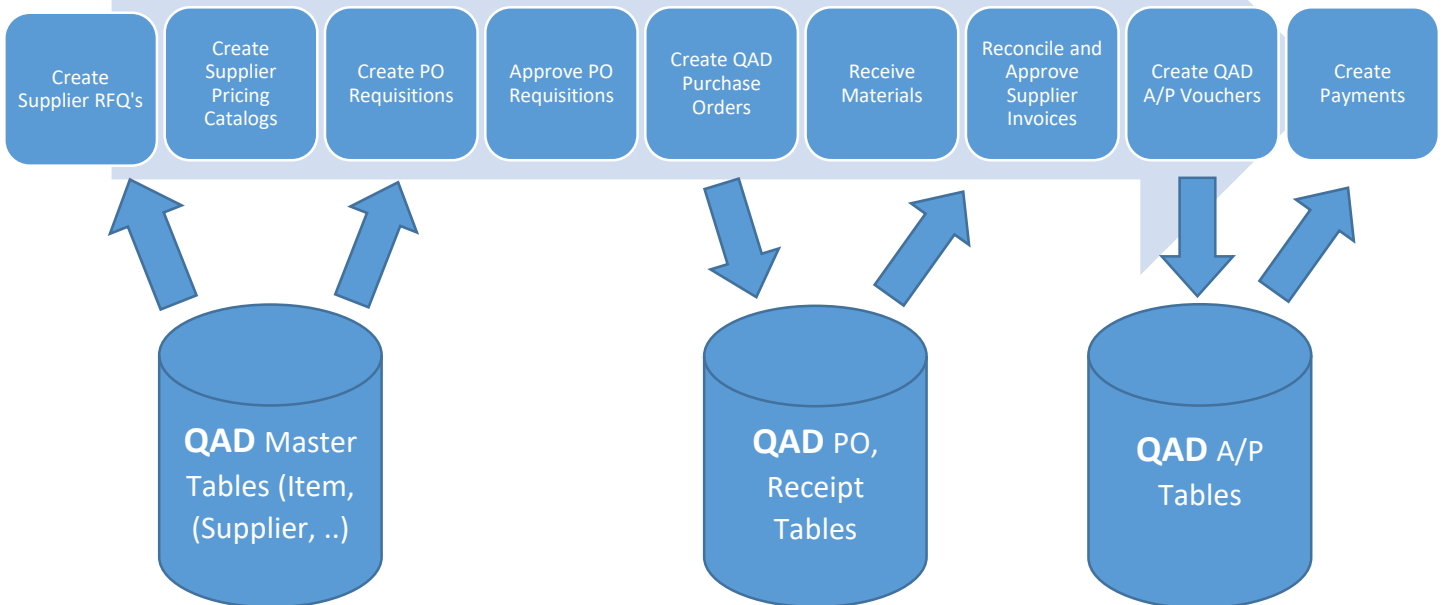 Create
Supplier RFQ's
Create
Supplier
Pricing
Catalogs
Create PO
Requisitions
Approve PO
Requisitions
Create QAD
Purchase
Orders
Receive
Materials
Reconcile and
Approve
Supplier
Invoices
Create QAD
A/P Vouchers
Create
Payments
QAD Master
Tables (Item,
(Supplier, ..)
QAD PO,
Receipt
Tables
QAD A/P
Tables